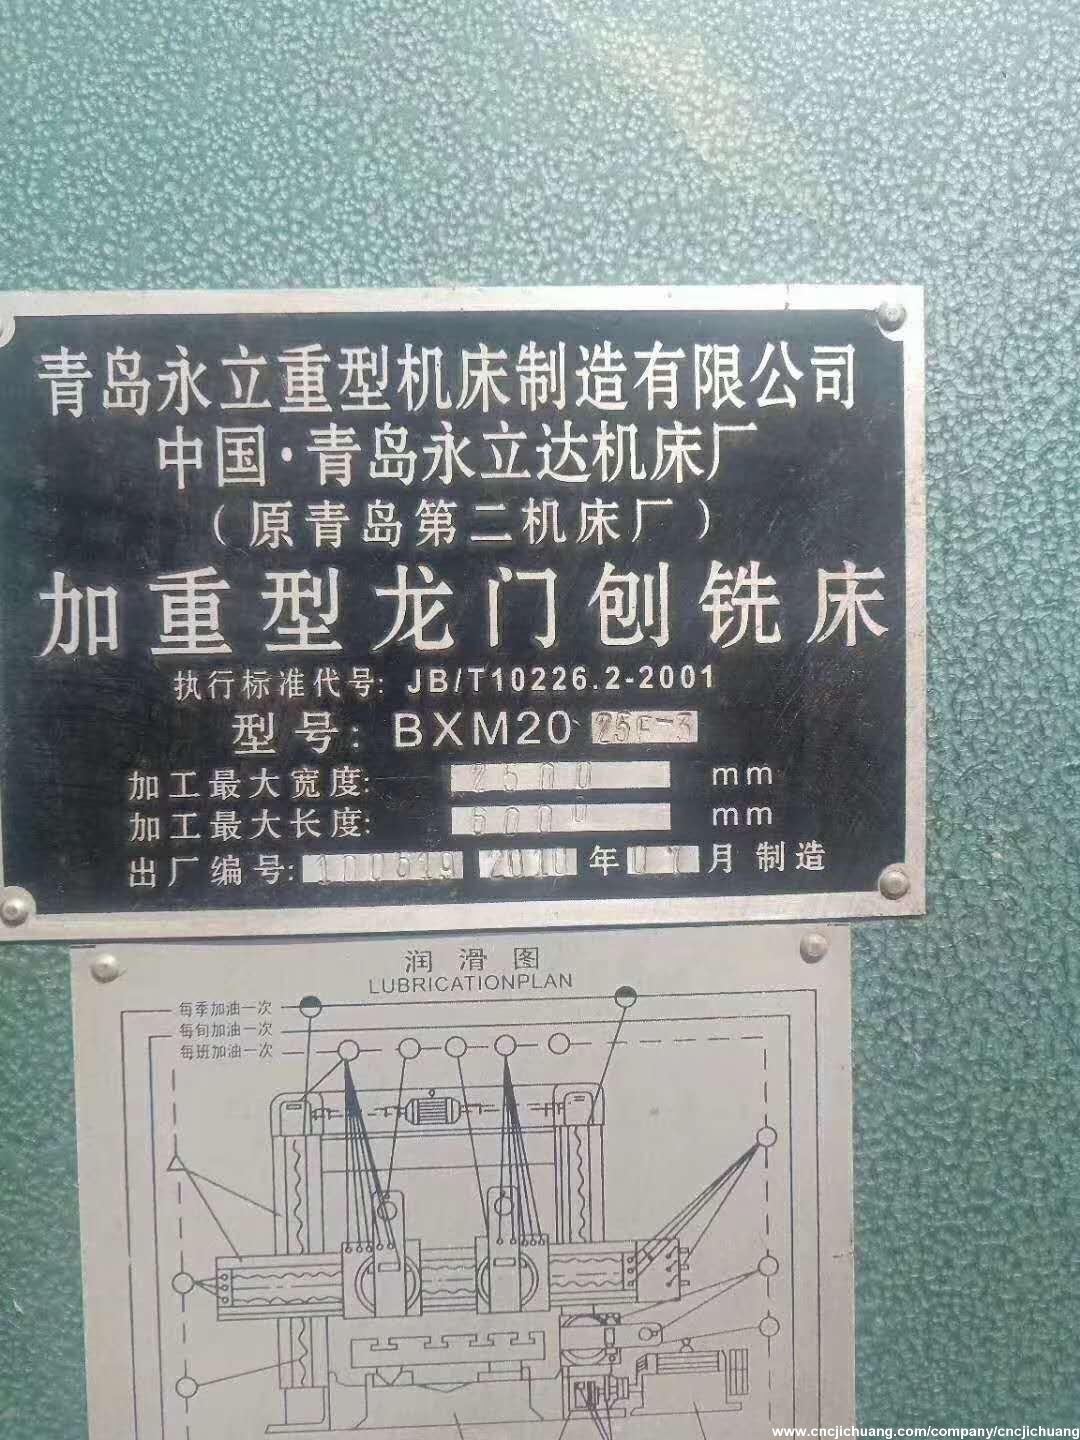 青岛永立重型机床制造有限公司
中国·青岛永立达机床厂
（原青岛第二机床厂）
加重型龙门刨铣床
执行标准代号: JB/T10226.2-2001
型号: BXM20 25F-3
加工最大宽度: 2500 mm
加工最大长度: 6000 mm
出厂编号: 100519 2010 年 07 月 制造
润滑图
LUBRICATIONPLAN
每季加油一次
每旬加油一次
每班加油一次
www.cncjichuang.com/company/cncjichuang